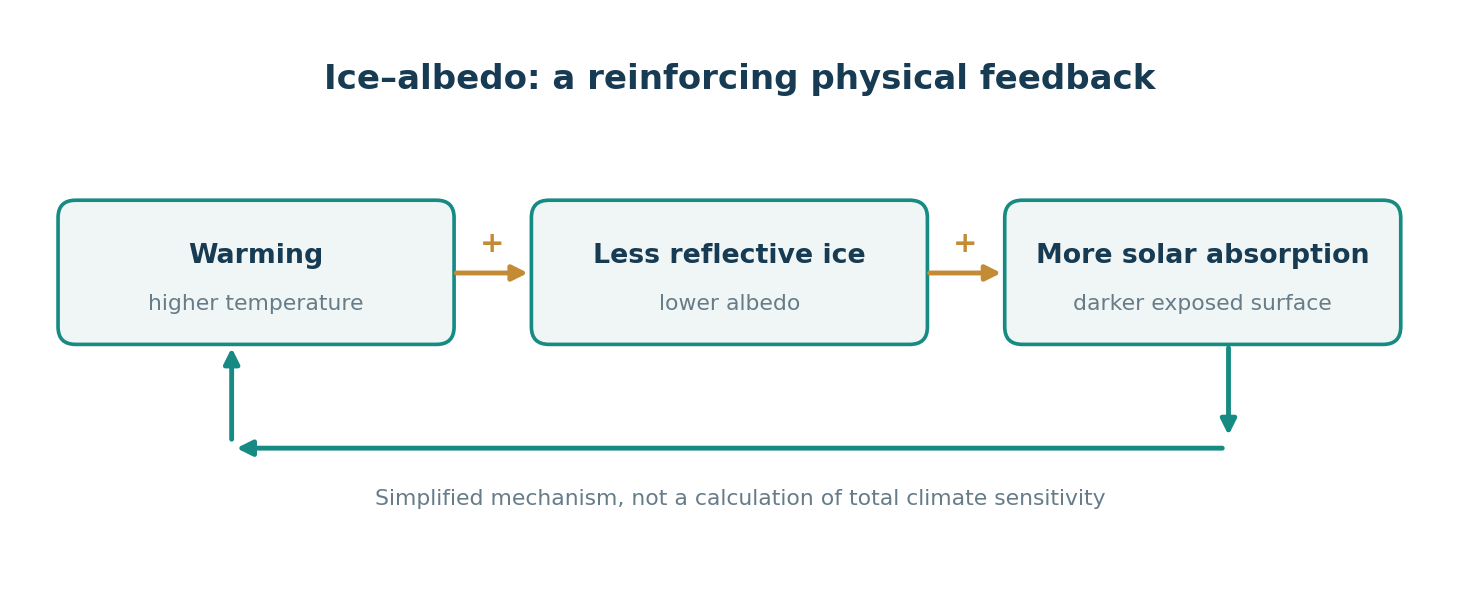 Ice–albedo: a reinforcing physical feedback
Warming
higher temperature
+
Less reflective ice
lower albedo
+
More solar absorption
darker exposed surface
Simplified mechanism, not a calculation of total climate sensitivity